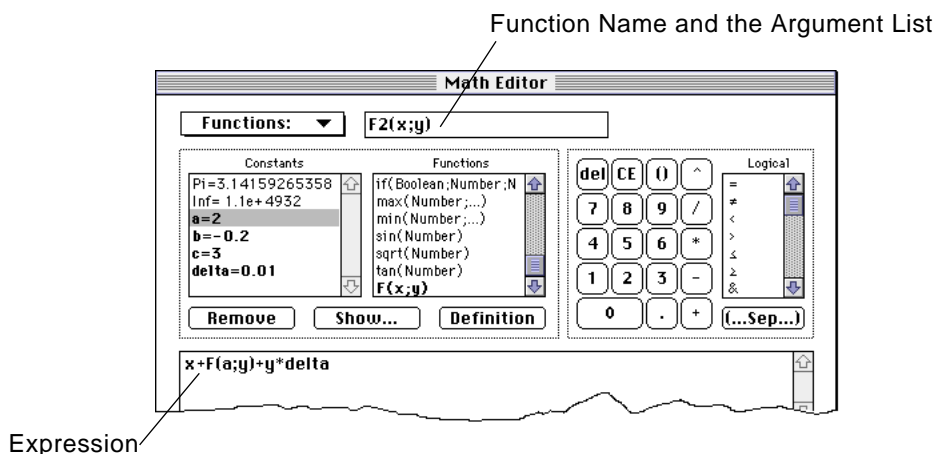 Function Name and the Argument List
Math Editor
Functions: ▼
F2(x;y)
Constants
Pi=3.14159265358
Inf= 1.1e+4932
a=2
b=-0.2
c=3
delta=0.01
Functions
if(Boolean;Number;N
max(Number;...)
min(Number;...)
sin(Number)
sqrt(Number)
tan(Number)
F(x;y)
Remove
Show...
Definition
del CE () ^
7 8 9 /
4 5 6 *
1 2 3 -
0 . +
Logical
=
≠
<
>
≤
≥
&
(...Sep...)
x+F(a;y)+y*delta
Expression